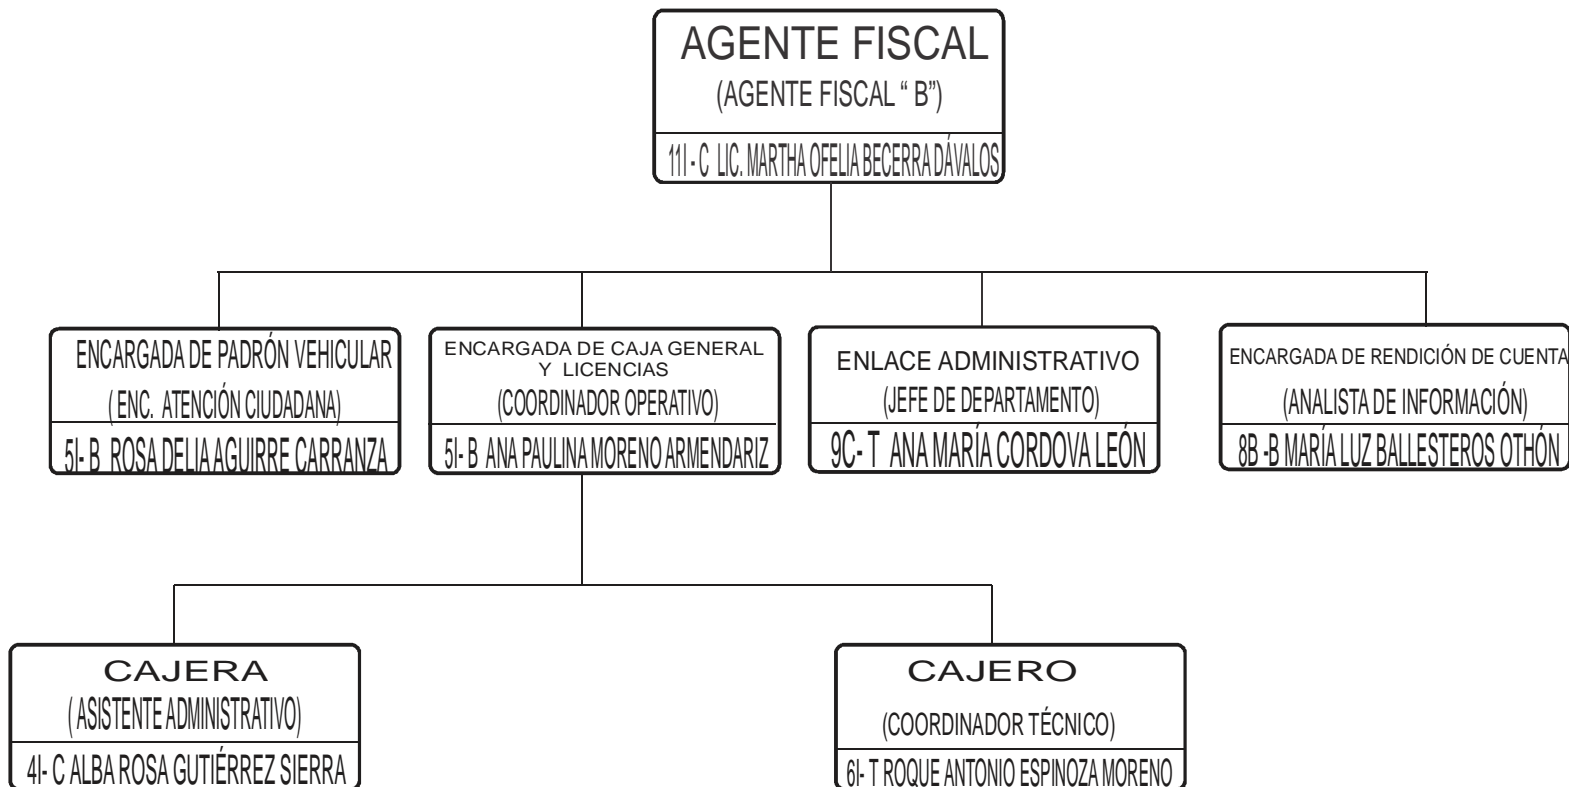 AGENTE FISCAL
(AGENTE FISCAL “ B”)
11I - C LIC. MARTHA OFELIA BECERRA DÁVALOS
ENCARGADA DE PADRÓN VEHICULAR
( ENC. ATENCIÓN CIUDADANA)
5I- B ROSA DELIA AGUIRRE CARRANZA
ENCARGADA DE CAJA GENERAL
Y LICENCIAS
(COORDINADOR OPERATIVO)
5I- B ANA PAULINA MORENO ARMENDARIZ
ENLACE ADMINISTRATIVO
(JEFE DE DEPARTAMENTO)
9C- T ANA MARÍA CORDOVA LEÓN
ENCARGADA DE RENDICIÓN DE CUENTA
(ANALISTA DE INFORMACIÓN)
8B -B MARÍA LUZ BALLESTEROS OTHÓN
CAJERA
( ASISTENTE ADMINISTRATIVO)
4I- C ALBA ROSA GUTIÉRREZ SIERRA
CAJERO
(COORDINADOR TÉCNICO)
6I- T ROQUE ANTONIO ESPINOZA MORENO